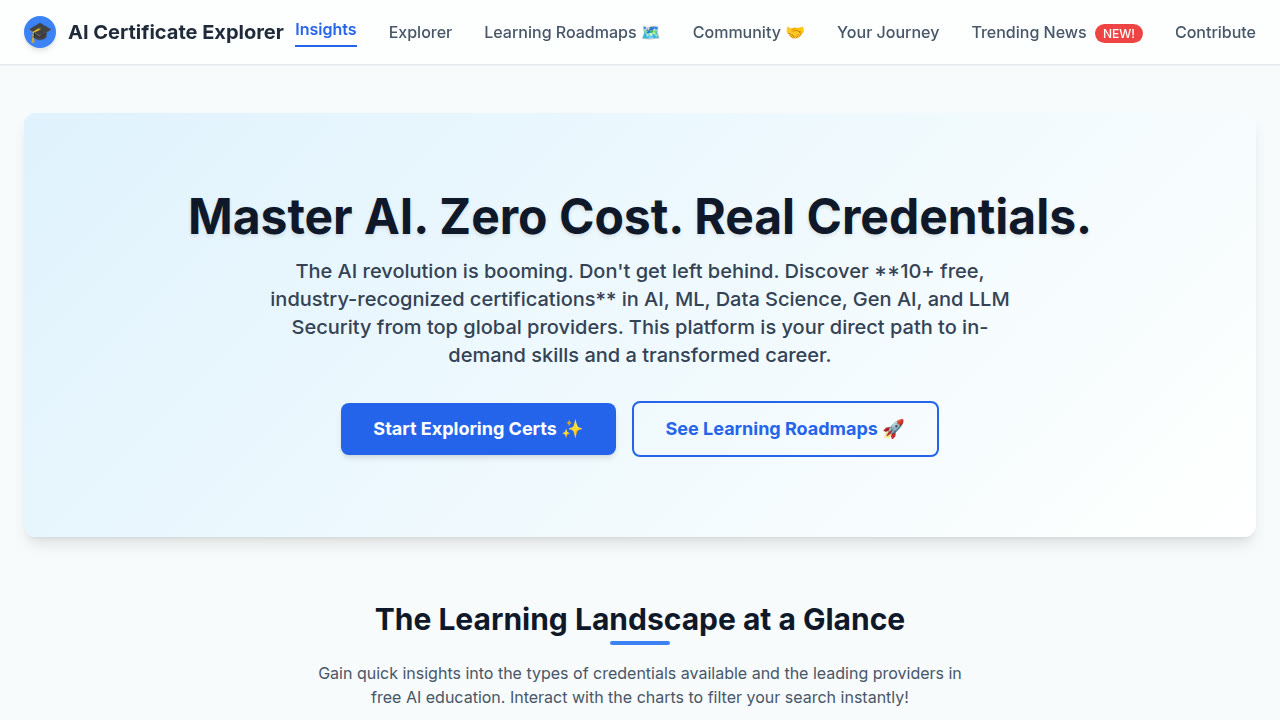 AI Certificate Explorer
Insights
Explorer
Learning Roadmaps 🗺️
Community 🤝
Your Journey
Trending News NEW!
Contribute
Master AI. Zero Cost. Real Credentials.
The AI revolution is booming. Don't get left behind. Discover **10+ free,
industry-recognized certifications** in AI, ML, Data Science, Gen AI, and LLM
Security from top global providers. This platform is your direct path to in-
demand skills and a transformed career.
Start Exploring Certs ✨
See Learning Roadmaps 🚀
The Learning Landscape at a Glance
Gain quick insights into the types of credentials available and the leading providers in
free AI education. Interact with the charts to filter your search instantly!